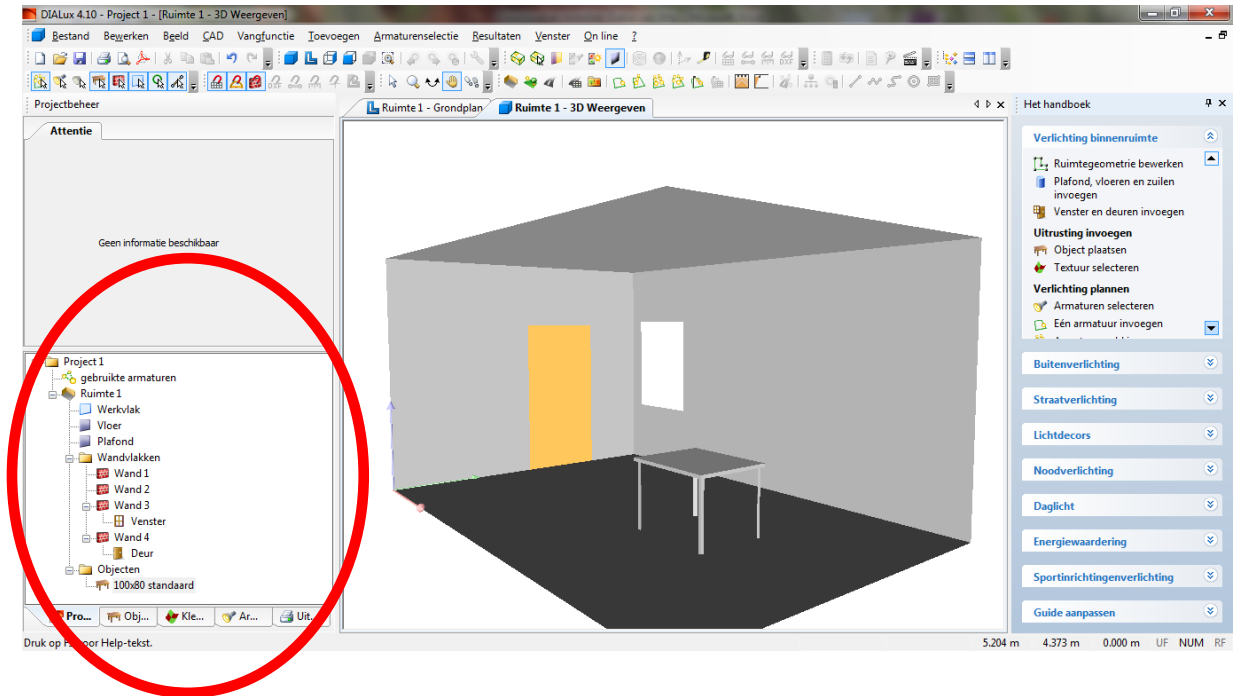 DIALux 4.10 - Project 1 - [Ruimte 1 - 3D Weergeven]
Bestand Bewerken Bgeld CAD Vangfunctie Toevoegen Armaturenselectie Resultaten Venster On line ?
Projectbeheer
Attentie
Geen informatie beschikbaar
Project 1
gebruikte armaturen
Ruimte 1
Werkvlak
Vloer
Plafond
Wandvlakken
Wand 1
Wand 2
Wand 3
Venster
Wand 4
Deur
Objecten
100x80 standaard
Pro... Obj... Kle... Ar... Uit...
Ruimte 1 - Grondplan Ruimte 1 - 3D Weergeven
Het handboek
Verlichting binnenruimte
Ruimtegeometrie bewerken
Plafond, vloeren en zuilen
invoegen
Venster en deuren invoegen
Uitrusting invoegen
Object plaatsen
Textuur selecteren
Verlichting plannen
Armaturen selecteren
Eén armatuur invoegen
Buitenverlichting
Straatverlichting
Lichtdecors
Noodverlichting
Daglicht
Energiewaardering
Sportinrichtingenverlichting
Guide aanpassen
Druk op voor Help-tekst. 5.204 m 4.373 m 0.000 m UF NUM RF